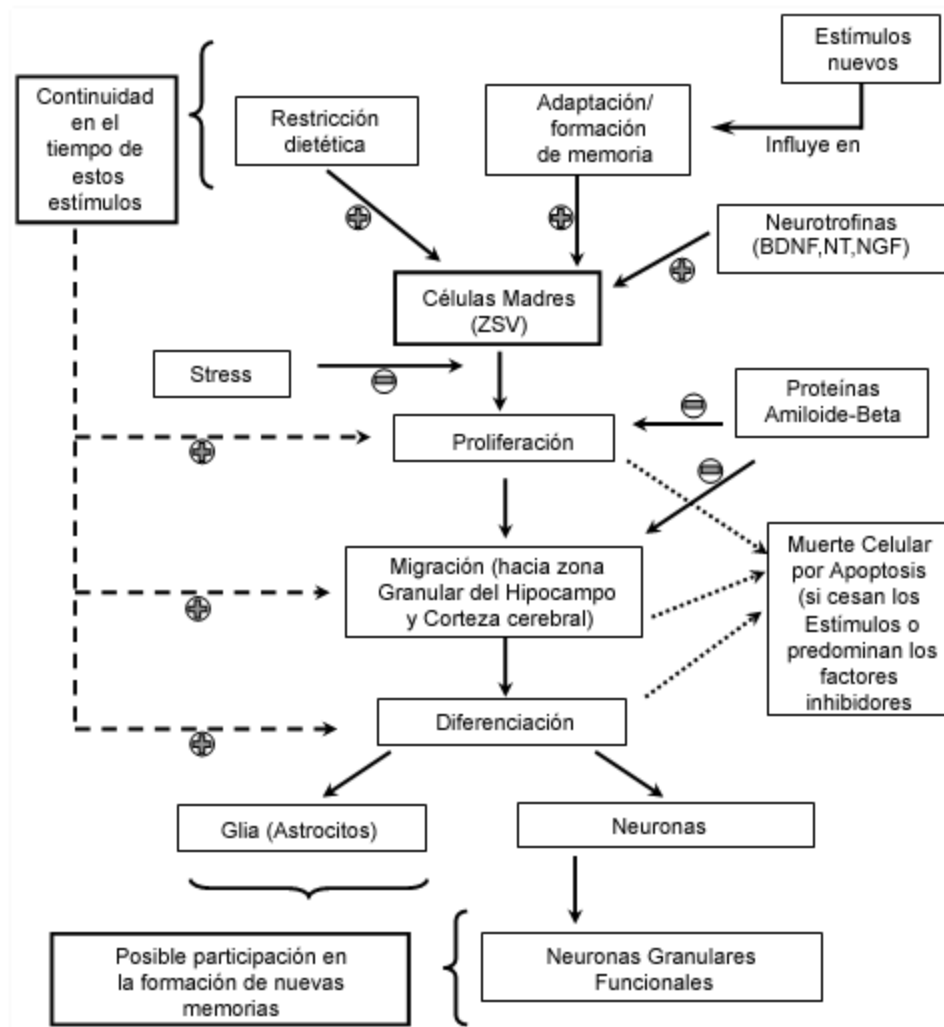 Estímulos
nuevos
Continuidad
en el
tiempo de
estos
estímulos
Restricción
dietética
Adaptación/
formación
de memoria
Influye en
Neurotrofinas
(BDNF,NT,NGF)
Células Madres
(ZSV)
Stress
Proteínas
Amiloide-Beta
Proliferación
Migración (hacia zona
Granular del Hipocampo
y Corteza cerebral)
Muerte Celular
por Apoptosis
(si cesan los
Estímulos o
predominan los
factores
inhibidores
Diferenciación
Glia (Astrocitos)
Neuronas
Posible participación en
la formación de nuevas
memorias
Neuronas Granulares
Funcionales